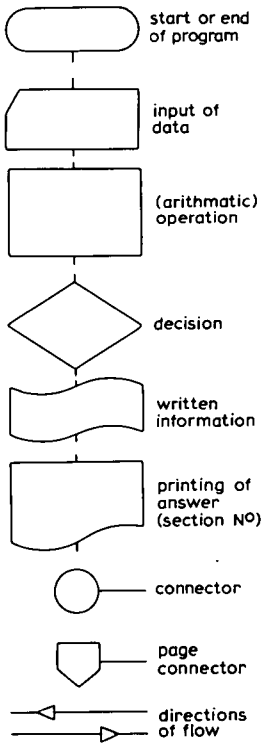 start or end
of program
input of
data
(arithmatic)
operation
decision
written
information
printing of
answer
(section Nº)
connector
page
connector
directions
of flow